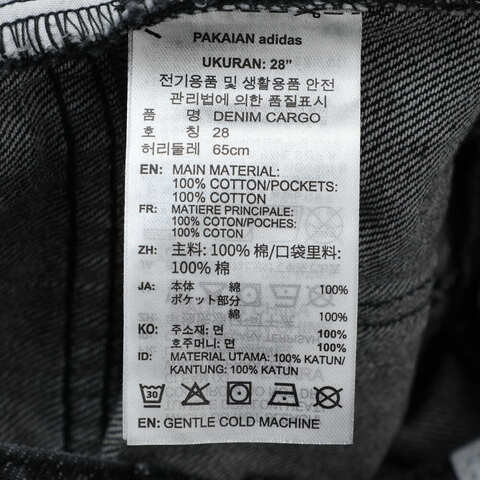 PAKAIAN adidas
UKURAN: 28"
전기용품 및 생활용품 안전
관리법에 의한 품질표시
품 명 DENIM CARGO
호 칭 28
허리둘레 65cm
EN: MAIN MATERIAL:
100% COTTON/POCKETS:
100% COTTON
FR: MATIERE PRINCIPALE:
100% COTON/POCHES:
100% COTON
ZH: 主料: 100% 棉/口袋里料:
100% 棉
JA: 本体 綿 100%
ポケット部分
綿 100%
KO: 주소재: 면 100%
호주머니: 면 100%
ID: MATERIAL UTAMA: 100% KATUN/
KANTUNG: 100% KATUN
30
EN: GENTLE COLD MACHINE